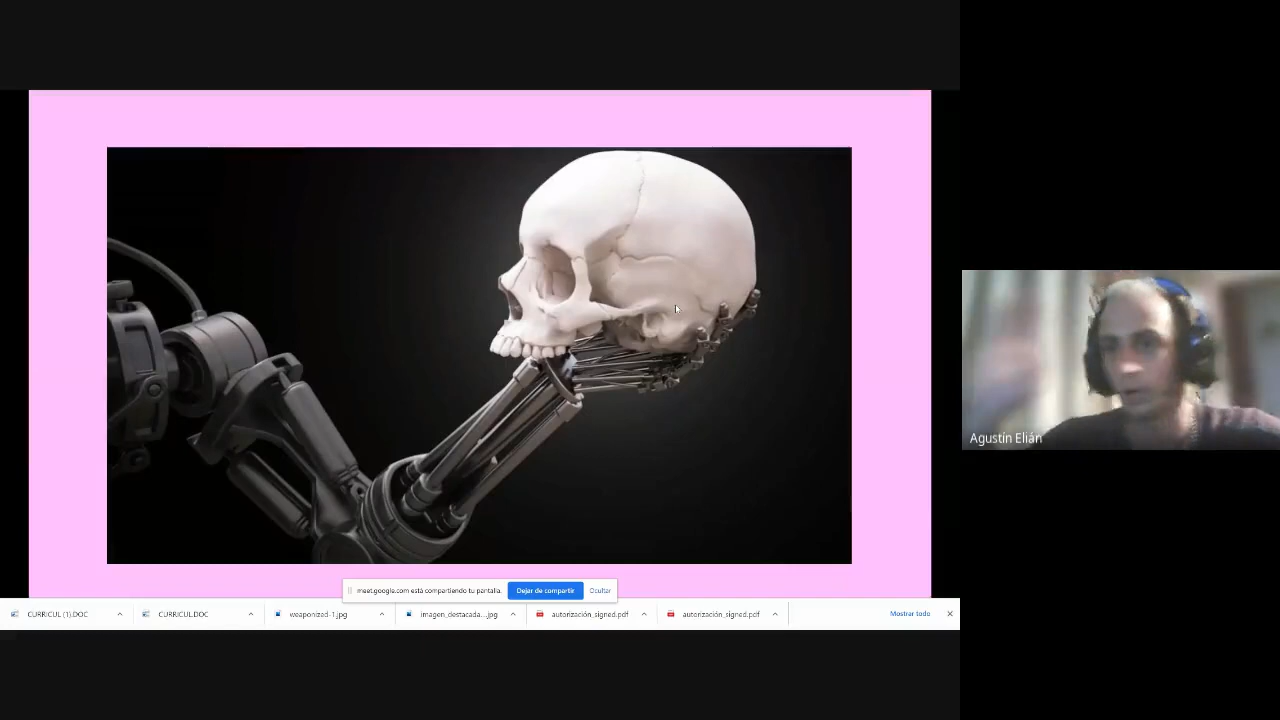 Agustín Elián
meet.google.com está compartiendo tu pantalla.
Dejar de compartir
Ocultar
CURRICUL (1).DOC
CURRICUL.DOC
weaponized-1.jpg
imagen_destacada....jpg
autorización_signed.pdf
autorización_signed.pdf
Mostrar todo